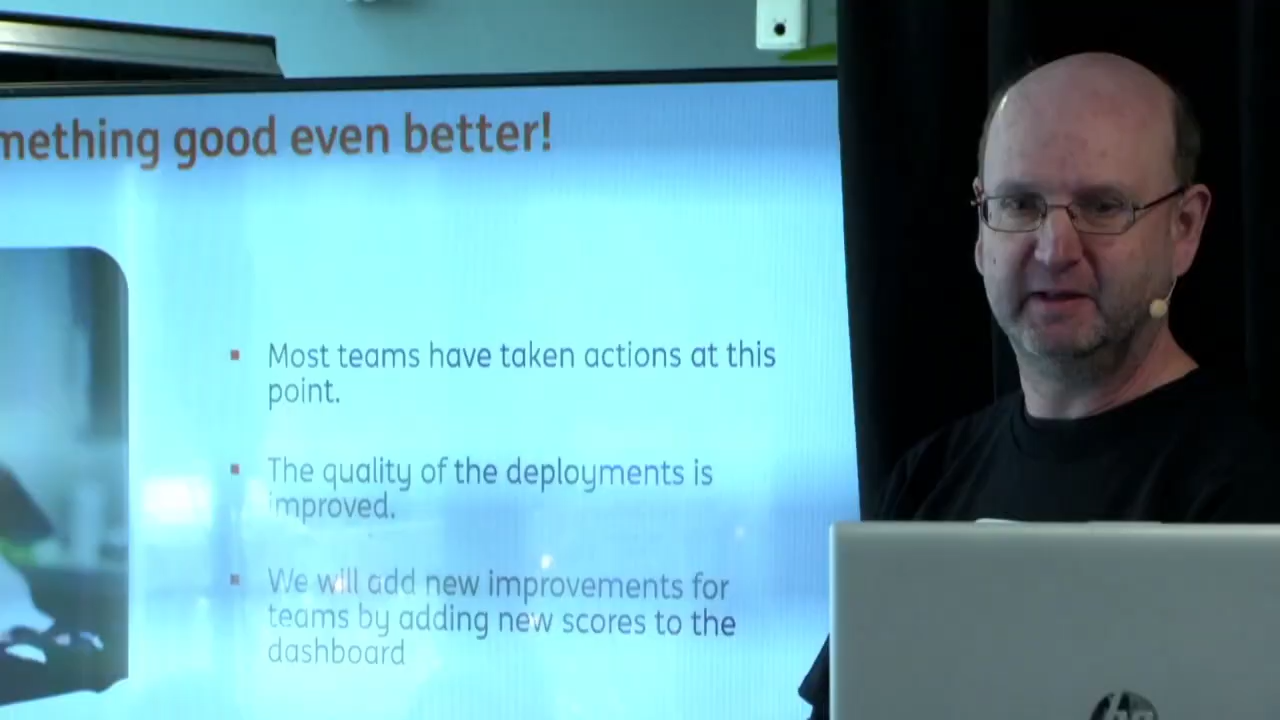 mething good even better!
Most teams have taken actions at this
point.
The quality of the deployments is
improved.
We will add new improvements for
teams by adding new scores to the
dashboard
hp